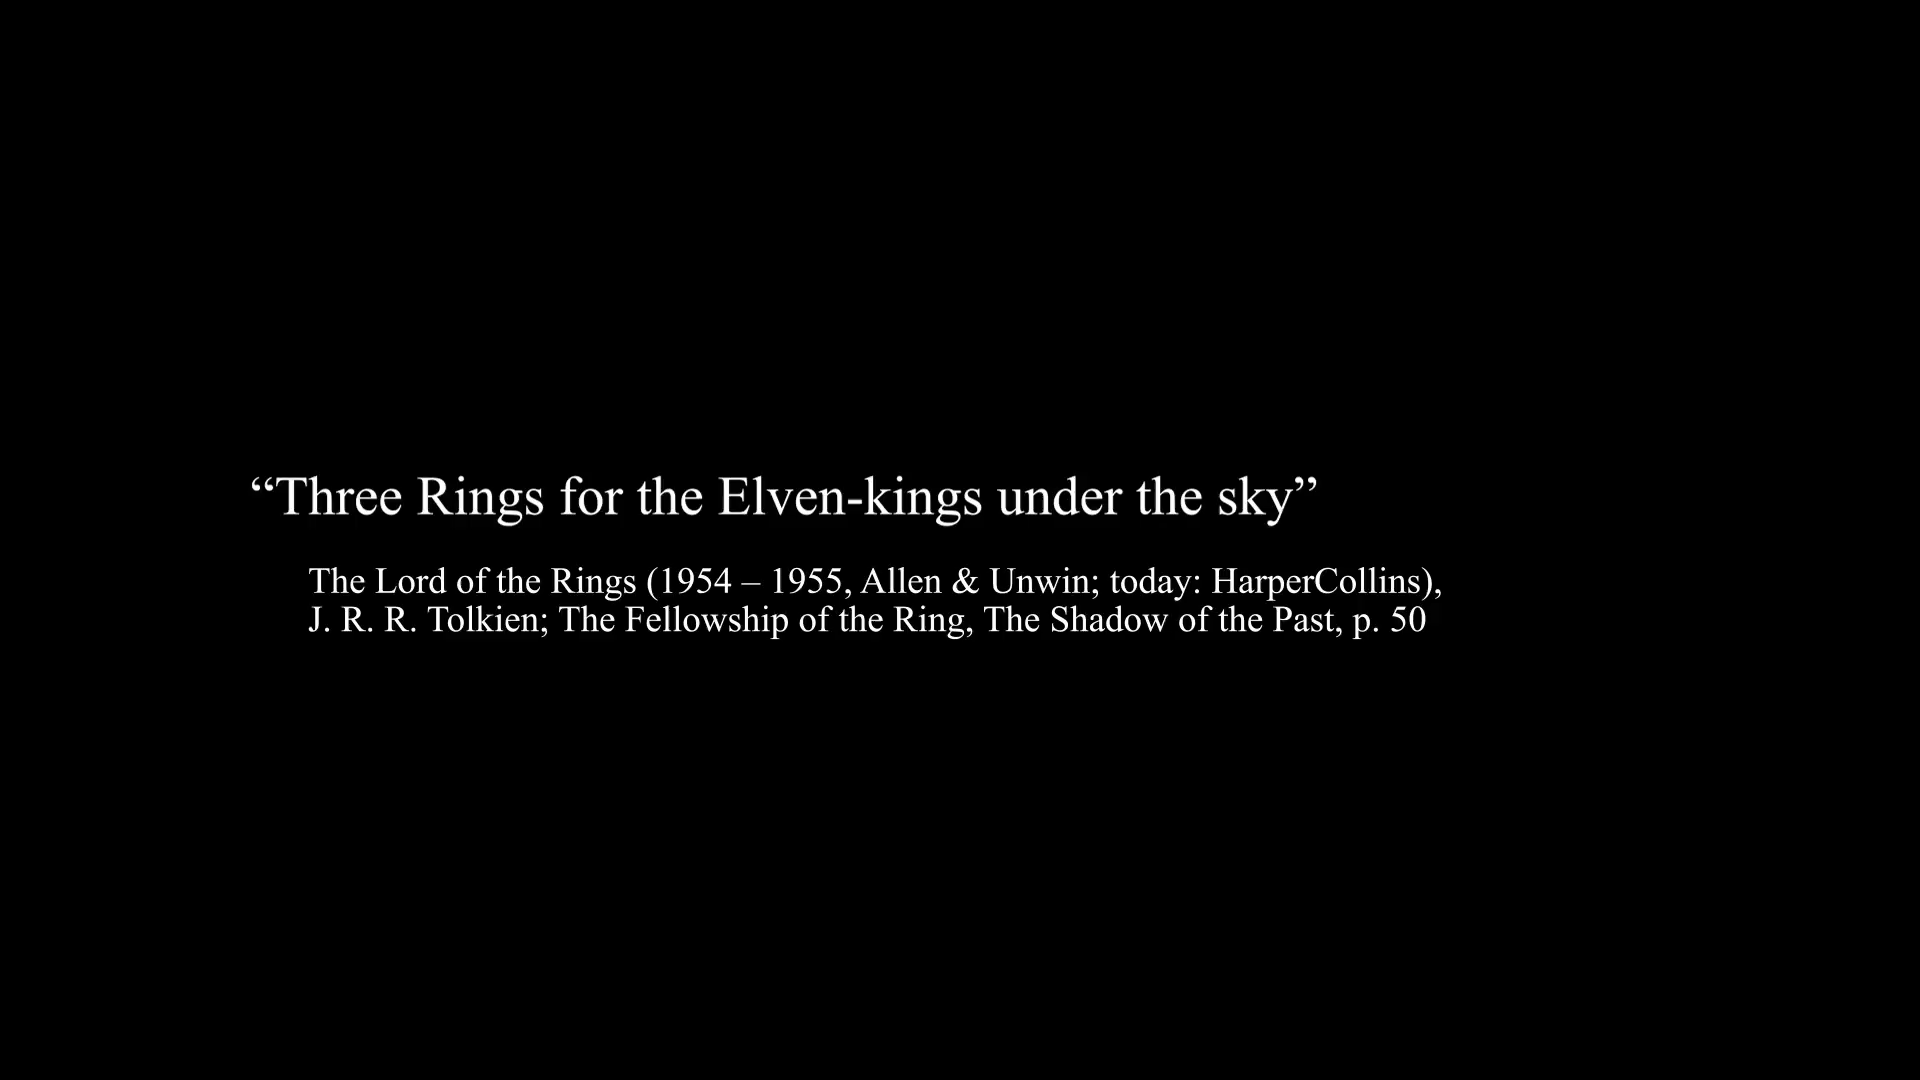 “Three Rings for the Elven-kings under the sky”
The Lord of the Rings (1954 – 1955, Allen & Unwin; today: HarperCollins),
J. R. R. Tolkien; The Fellowship of the Ring, The Shadow of the Past, p. 50